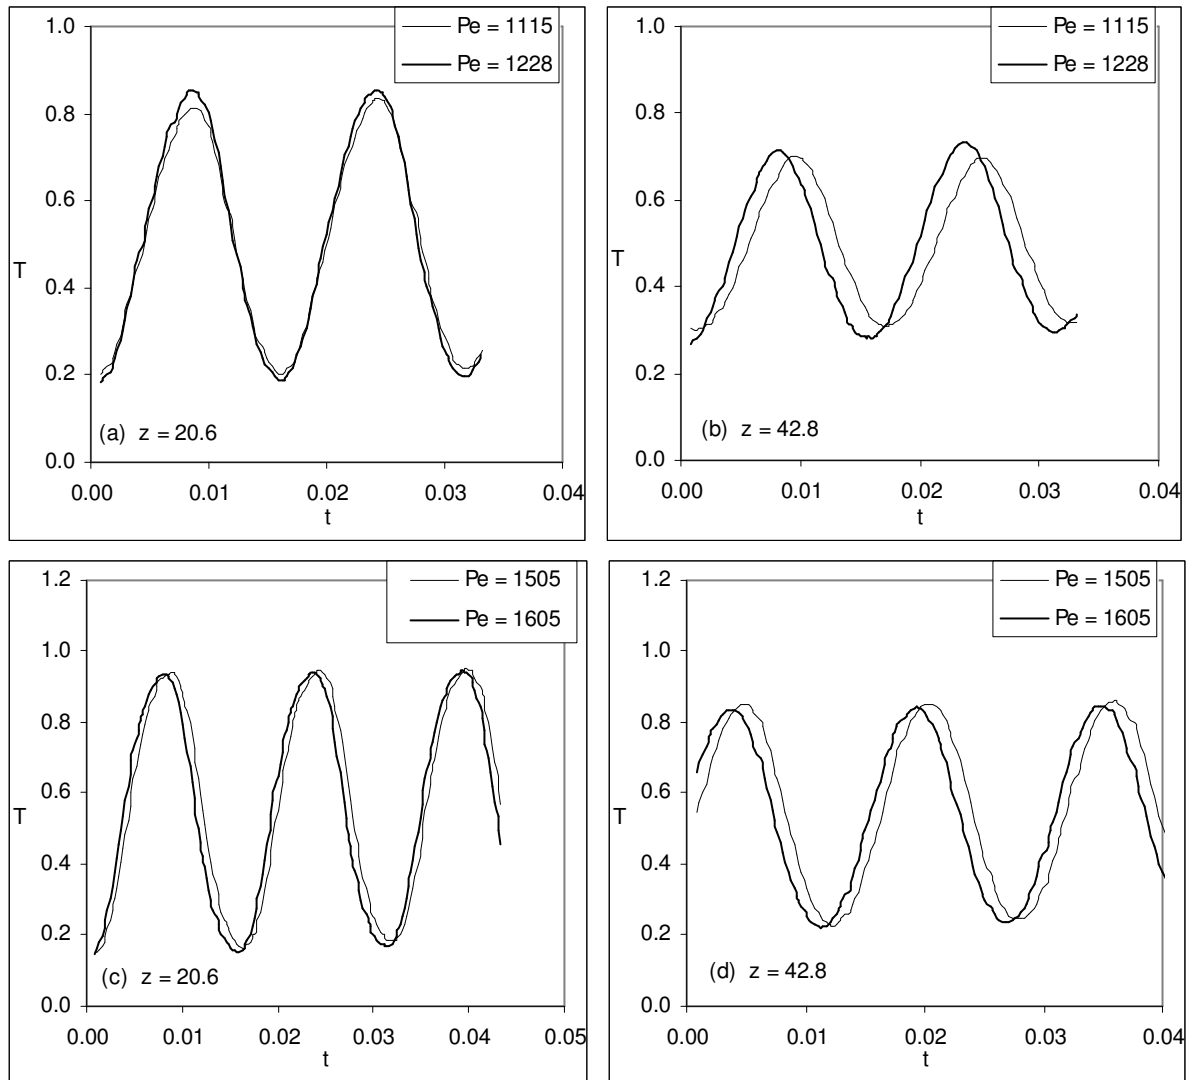 Pe = 1115
Pe = 1228
1.0
0.8
0.6
T
0.4
0.2
(a) z = 20.6
0.0
0.00 0.01 0.02 0.03 0.04
t
Pe = 1115
Pe = 1228
1.0
0.8
0.6
T
0.4
0.2
(b) z = 42.8
0.0
0.00 0.01 0.02 0.03 0.04
t
Pe = 1505
Pe = 1605
1.2
1.0
0.8
0.6
T
0.4
0.2
(c) z = 20.6
0.0
0.00 0.01 0.02 0.03 0.04 0.05
t
Pe = 1505
Pe = 1605
1.2
1.0
0.8
0.6
T
0.4
0.2
(d) z = 42.8
0.0
0.00 0.01 0.02 0.03 0.04
t